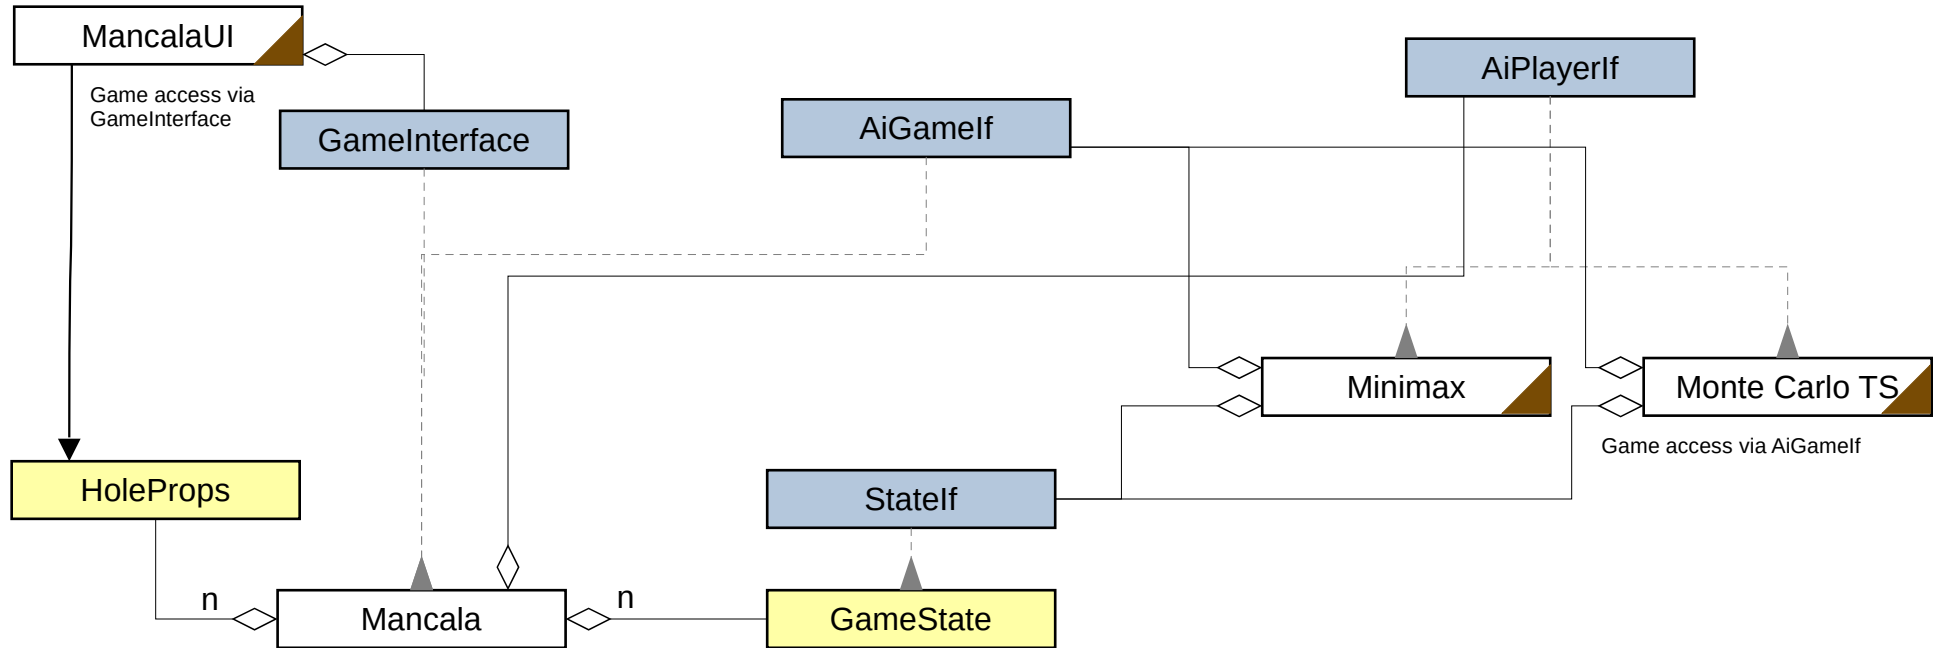 MancalaUI
AiPlayerIf
Game access via
GameInterface
GameInterface
AiGameIf
Minimax
Monte Carlo TS
Game access via AiGameIf
HoleProps
StateIf
n
n
Mancala
GameState